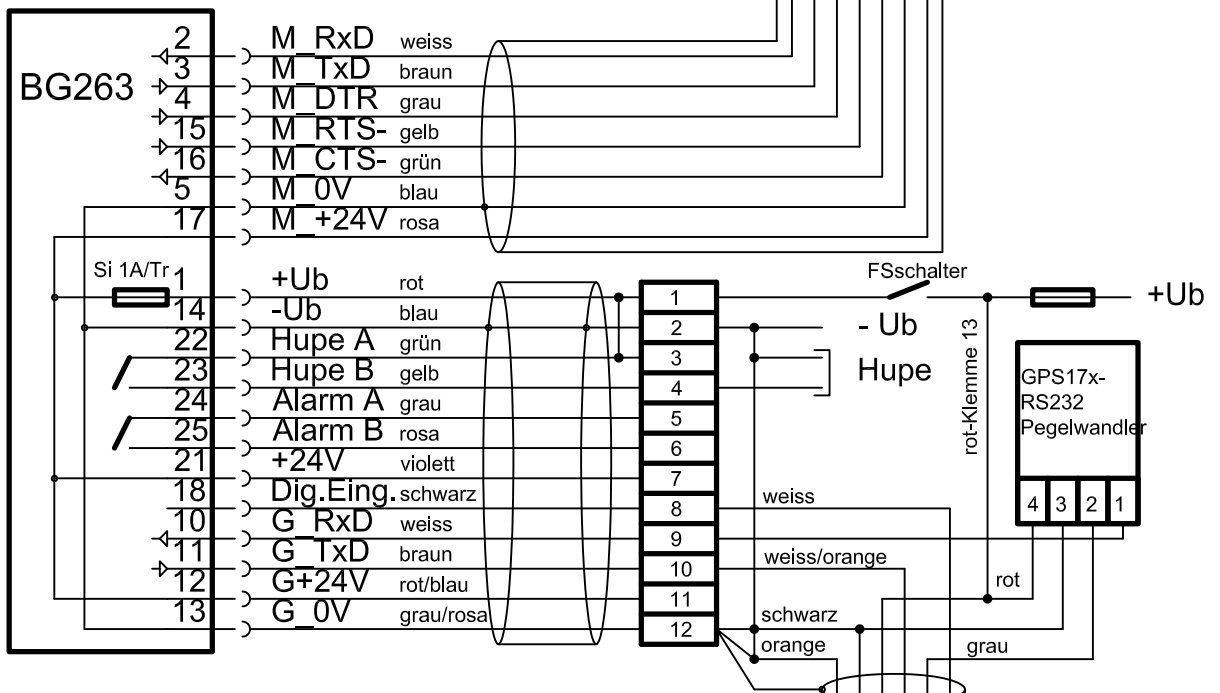 BG263
2 M_RxD weiss
3 M_TxD braun
4 M_DTR grau
15 M_RTS- gelb
16 M_CTS- grün
5 M_0V blau
17 M_+24V rosa
Si 1A/Tr 1 +Ub rot
14 -Ub blau
22 Hupe A grün
23 Hupe B gelb
24 Alarm A grau
25 Alarm B rosa
21 +24V violett
18 Dig.Eing. schwarz
10 G_RxD weiss
11 G_TxD braun
12 G+24V rot/blau
13 G_0V grau/rosa
1
2
3
4
5
6
7
8
9
10
11
12
FSschalter
+Ub
- Ub
Hupe
rot-Klemme 13
GPS17x-
RS232
Pegelwandler
4 3 2 1
weiss
weiss/orange
rot
schwarz
orange
grau